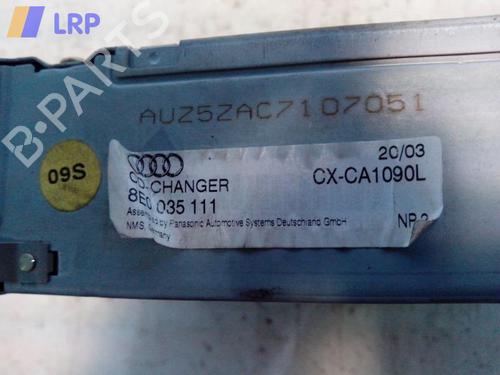 LRP
B-PARTS
AUZ5ZAC7107051
09S
20/03
CD-CHANGER
CX-CA1090L
8E0 035 111
Assembled by Panasonic Automotive Systems Deutschland GmbH
NMS, Germany
NP 2